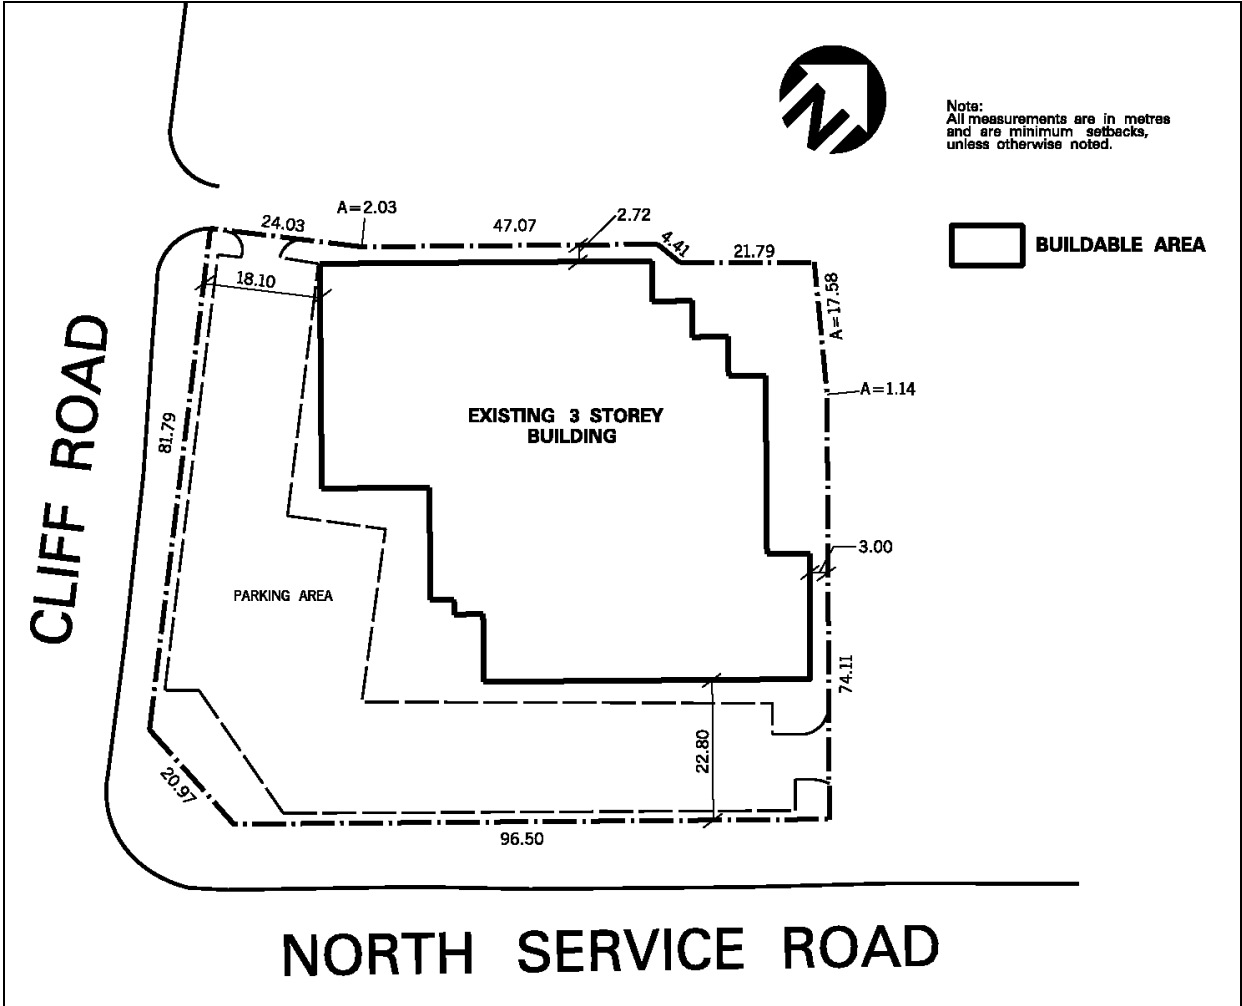 N
Note:
All measurements are in metres
and are minimum setbacks,
unless otherwise noted.
BUILDABLE AREA
24.03
A=2.03
47.07
2.72
4.41
21.79
18.10
A=17.58
A=1.14
EXISTING 3 STOREY
BUILDING
81.79
CLIFF ROAD
3.00
PARKING AREA
74.11
22.80
20.97
96.50
NORTH SERVICE ROAD